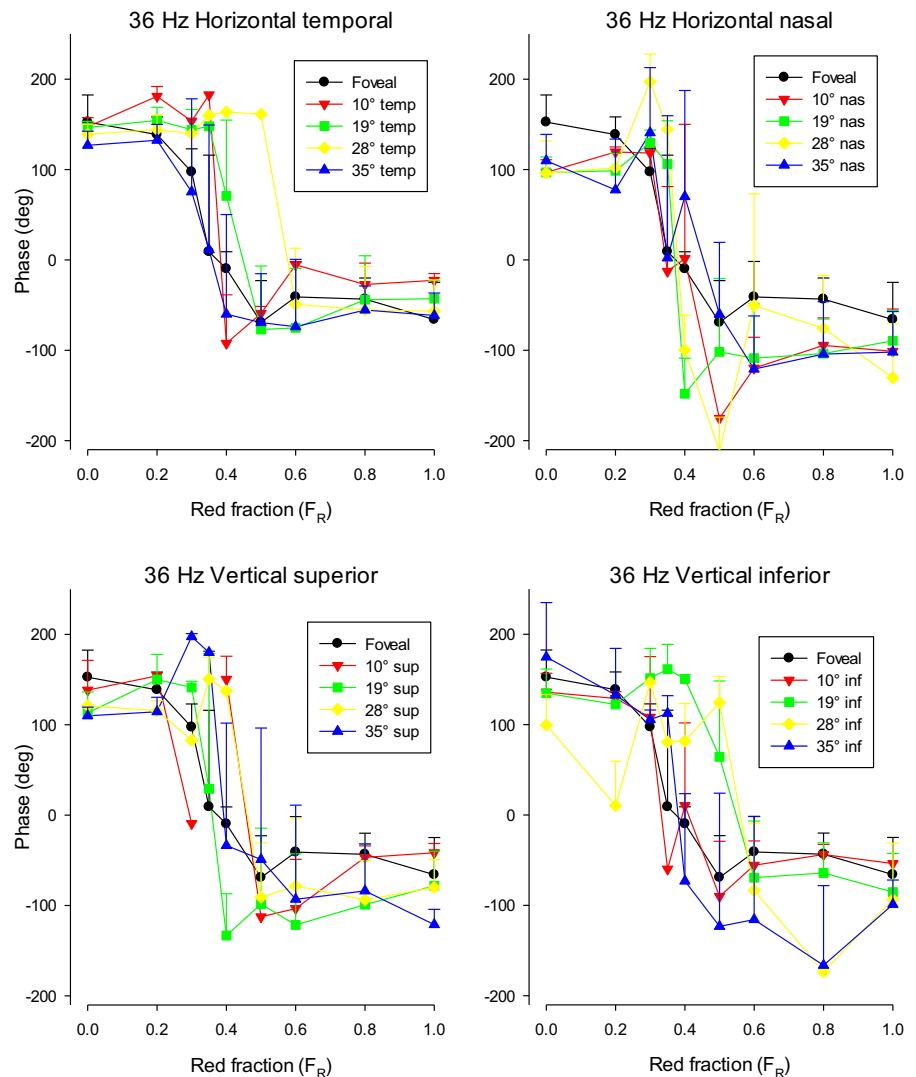 36 Hz Horizontal temporal
200
100
0
-100
-200
Phase (deg)
Foveal
10° temp
19° temp
28° temp
35° temp
0.0 0.2 0.4 0.6 0.8 1.0
Red fraction (F_R)
36 Hz Horizontal nasal
200
100
0
-100
-200
Foveal
10° nas
19° nas
28° nas
35° nas
0.0 0.2 0.4 0.6 0.8 1.0
Red fraction (F_R)
36 Hz Vertical superior
200
100
0
-100
-200
Phase (deg)
Foveal
10° sup
19° sup
28° sup
35° sup
0.0 0.2 0.4 0.6 0.8 1.0
Red fraction (F_R)
36 Hz Vertical inferior
200
100
0
-100
-200
Foveal
10° inf
19° inf
28° inf
35° inf
0.0 0.2 0.4 0.6 0.8 1.0
Red fraction (F_R)